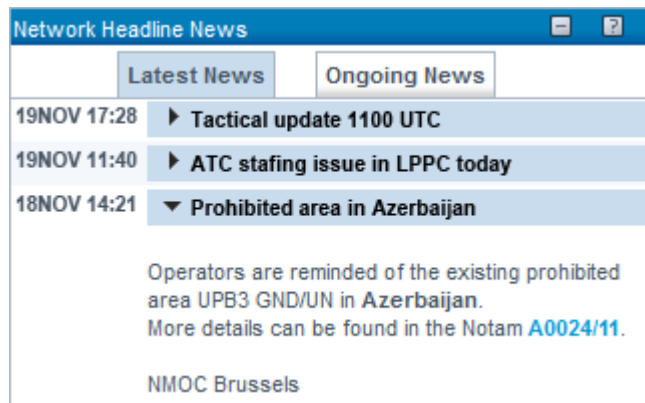 Network Headline News
Latest News Ongoing News
19NOV 17:28 Tactical update 1100 UTC
19NOV 11:40 ATC stafing issue in LPPC today
18NOV 14:21 Prohibited area in Azerbaijan
Operators are reminded of the existing prohibited
area UPB3 GND/UN in Azerbaijan.
More details can be found in the Notam A0024/11.
NMOC Brussels